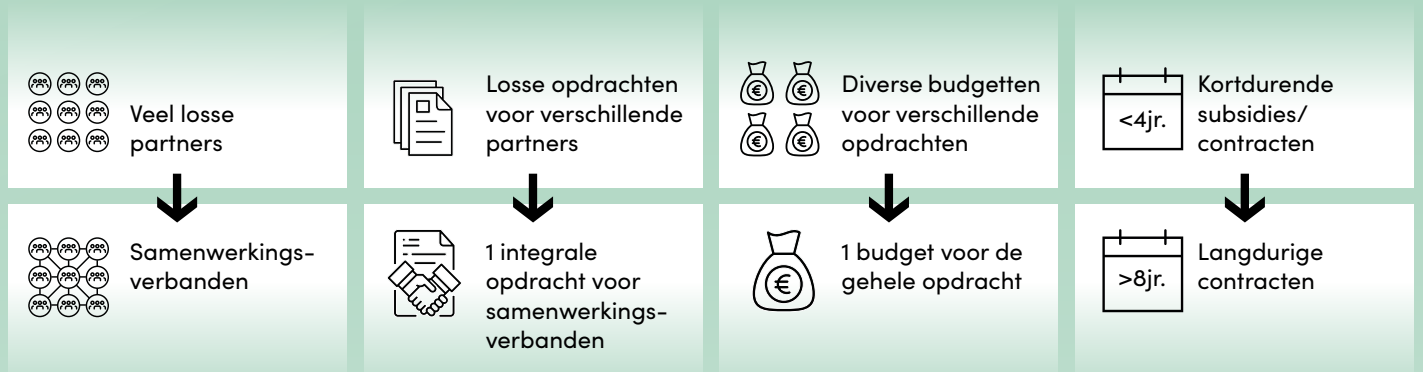 Veel losse
partners
Losse opdrachten
voor verschillende
partners
Diverse budgetten
voor verschillende
opdrachten
<4jr.
Kortdurende
subsidies/
contracten
Samenwerkings-
verbanden
1 integrale
opdracht voor
samenwerkings-
verbanden
1 budget voor de
gehele opdracht
>8jr.
Langdurige
contracten